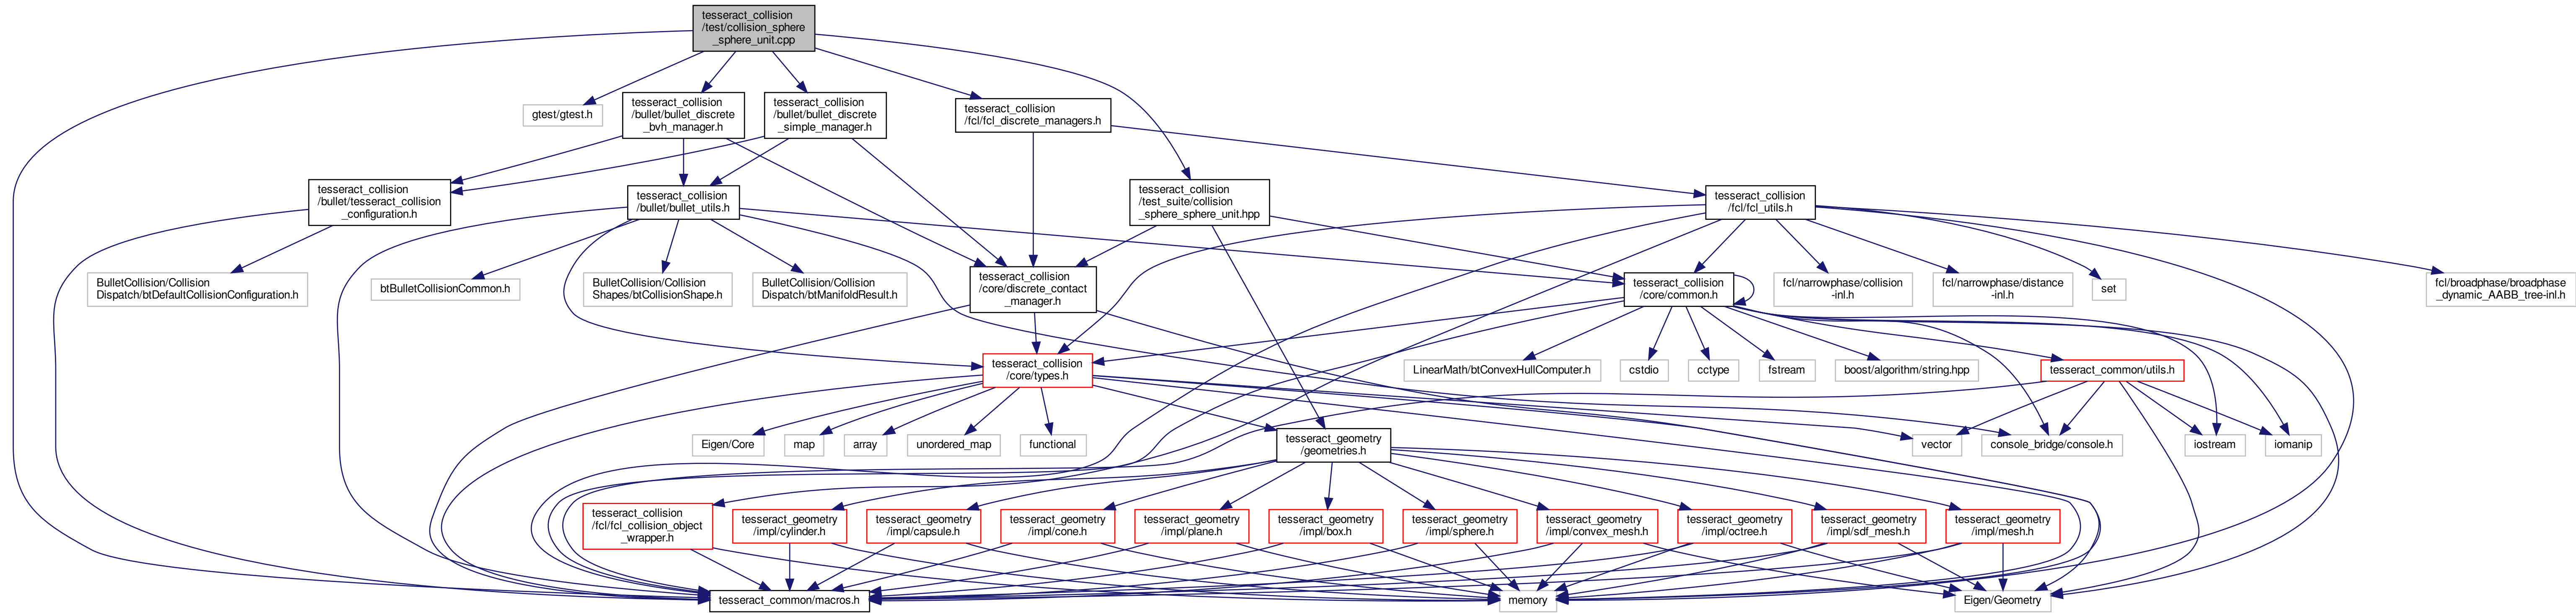 tesseract_collision
/test/collision_sphere
_sphere_unit.cpp
gtest/gtest.h
tesseract_collision
/bullet/bullet_discrete
_bvh_manager.h
tesseract_collision
/bullet/bullet_discrete
_simple_manager.h
tesseract_collision
/fcl/fcl_discrete_managers.h
tesseract_collision
/bullet/tesseract_collision
_configuration.h
tesseract_collision
/bullet/bullet_utils.h
tesseract_collision
/test_suite/collision
_sphere_sphere_unit.hpp
tesseract_collision
/fcl/fcl_utils.h
BulletCollision/Collision
Dispatch/btDefaultCollisionConfiguration.h
btBulletCollisionCommon.h
BulletCollision/Collision
Shapes/btCollisionShape.h
BulletCollision/Collision
Dispatch/btManifoldResult.h
tesseract_collision
/core/discrete_contact
_manager.h
tesseract_collision
/core/common.h
fcl/narrowphase/collision
-inl.h
fcl/narrowphase/distance
-inl.h
set
fcl/broadphase/broadphase
_dynamic_AABB_tree-inl.h
tesseract_collision
/core/types.h
LinearMath/btConvexHullComputer.h
cstdio
cctype
fstream
boost/algorithm/string.hpp
tesseract_common/utils.h
Eigen/Core
map
array
unordered_map
functional
tesseract_geometry
/geometries.h
vector
console_bridge/console.h
iostream
iomanip
tesseract_collision
/fcl/fcl_collision_object
_wrapper.h
tesseract_geometry
/impl/cylinder.h
tesseract_geometry
/impl/capsule.h
tesseract_geometry
/impl/cone.h
tesseract_geometry
/impl/plane.h
tesseract_geometry
/impl/box.h
tesseract_geometry
/impl/sphere.h
tesseract_geometry
/impl/convex_mesh.h
tesseract_geometry
/impl/octree.h
tesseract_geometry
/impl/sdf_mesh.h
tesseract_geometry
/impl/mesh.h
tesseract_common/macros.h
memory
Eigen/Geometry